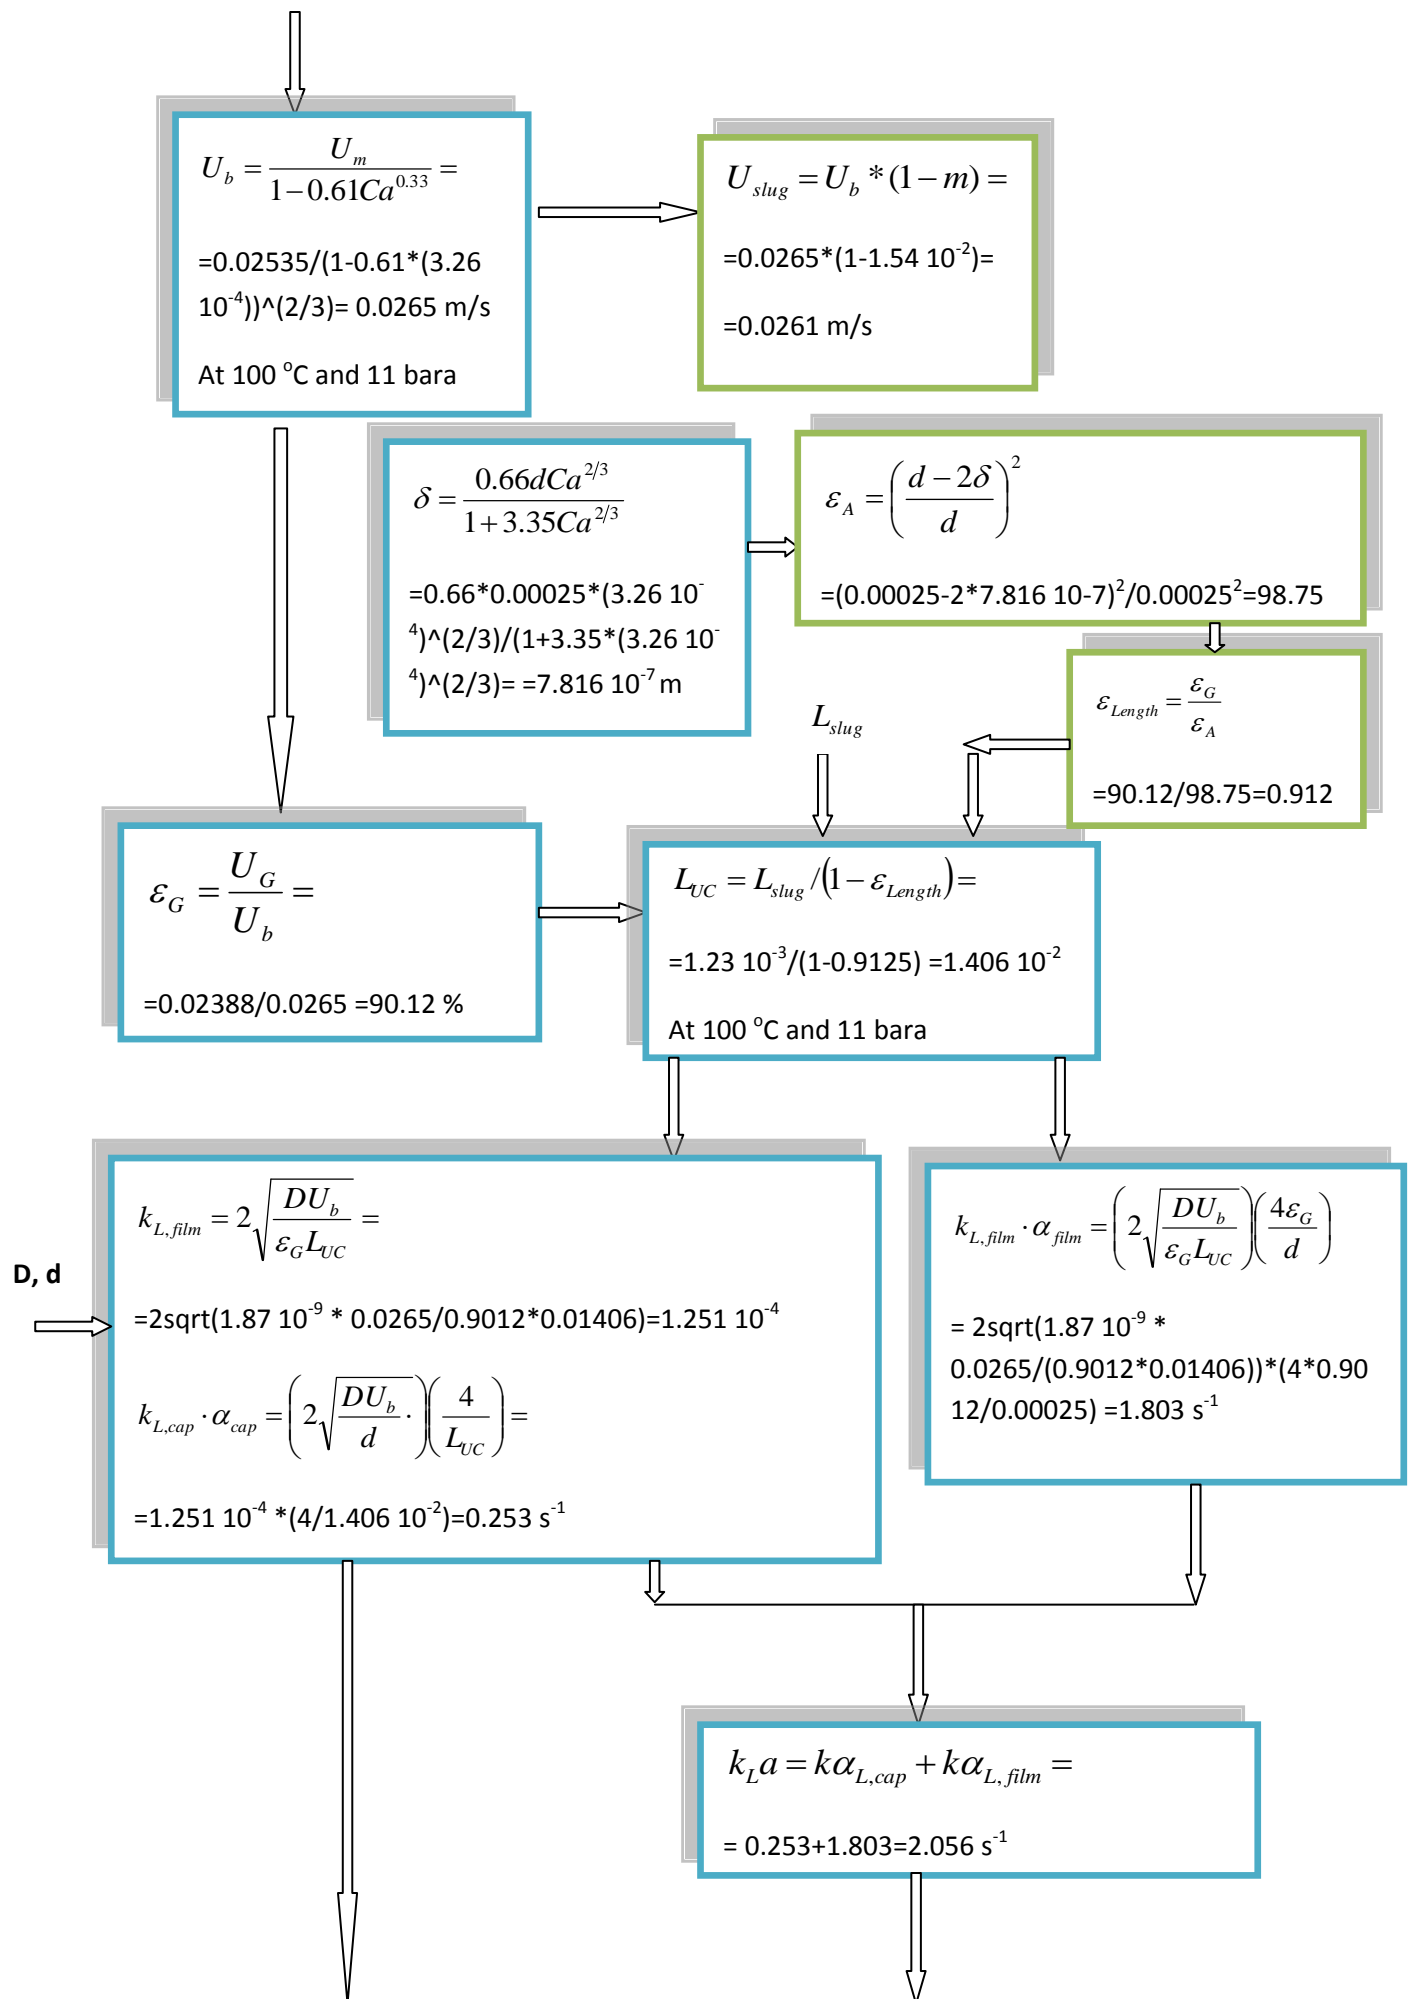 U_b = U_m / (1−0.61Ca^0.33) =
=0.02535/(1-0.61*(3.26
10^-4))^(2/3)= 0.0265 m/s
At 100 °C and 11 bara
U_slug = U_b *(1−m) =
=0.0265*(1-1.54 10^-2)=
=0.0261 m/s
δ = 0.66dCa^2/3 / (1+3.35Ca^2/3)
=0.66*0.00025*(3.26 10^-
^4)^(2/3)/(1+3.35*(3.26 10^-
^4)^(2/3)= =7.816 10^-7 m
ε_A = ((d−2δ)/d)^2
=(0.00025-2*7.816 10-7)^2/0.00025^2=98.75
ε_Length = ε_G / ε_A
=90.12/98.75=0.912
L_slug
ε_G = U_G / U_b =
=0.02388/0.0265 =90.12 %
L_UC = L_slug /(1−ε_Length)=
=1.23 10^-3/(1-0.9125) =1.406 10^-2
At 100 °C and 11 bara
D, d
k_L,film = 2√(DU_b / ε_G L_UC) =
=2sqrt(1.87 10^-9 * 0.0265/0.9012*0.01406)=1.251 10^-4
k_L,cap · α_cap = (2√(DU_b / d) ·)(4 / L_UC) =
=1.251 10^-4 *(4/1.406 10^-2)=0.253 s^-1
k_L,film · α_film = (2√(DU_b / ε_G L_UC))(4ε_G / d)
= 2sqrt(1.87 10^-9 *
0.0265/(0.9012*0.01406))*(4*0.90
12/0.00025) =1.803 s^-1
k_L a = kα_L,cap + kα_L,film =
= 0.253+1.803=2.056 s^-1